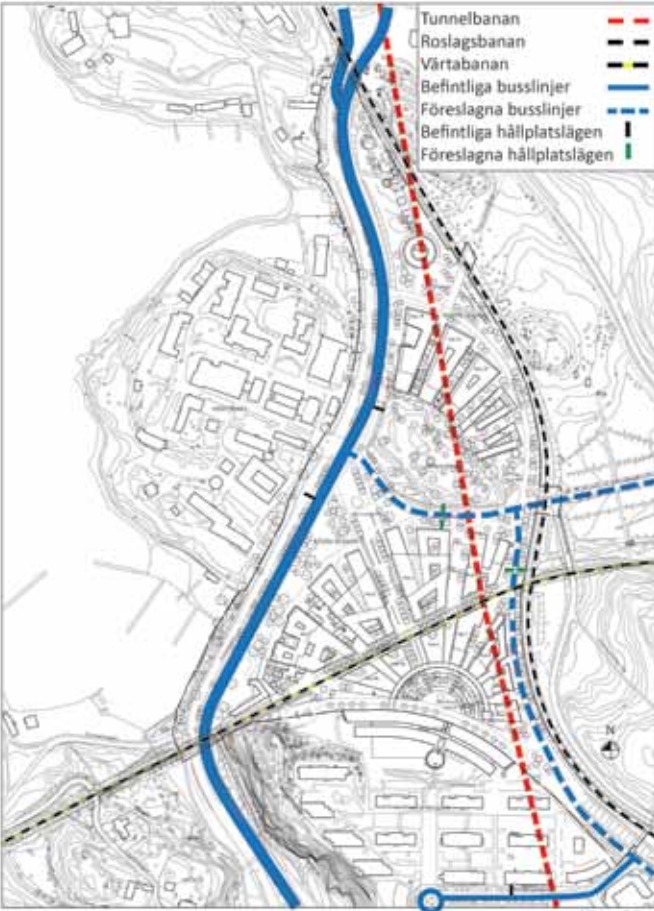 Tunnelbanan
Roslagsbanan
Värtabanan
Befintliga busslinjer
Föreslagna busslinjer
Befintliga hållplatslägen
Föreslagna hållplatslägen
N